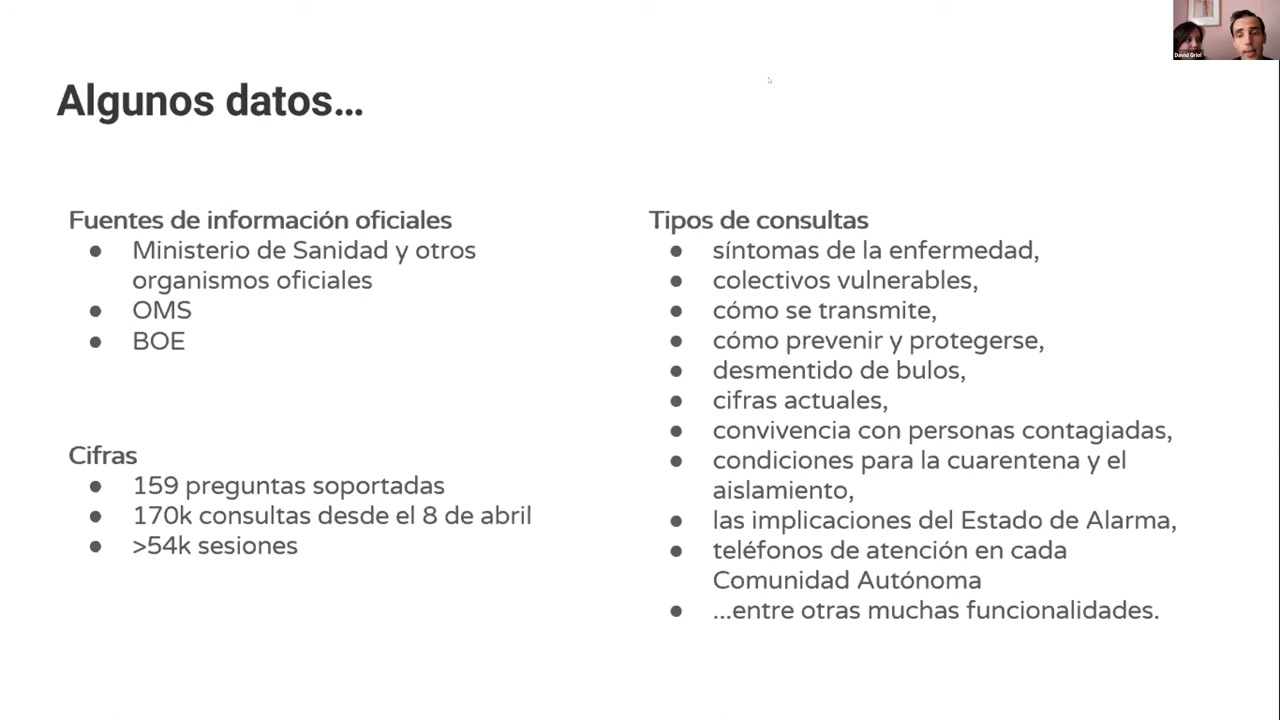 Algunos datos...
Fuentes de información oficiales
● Ministerio de Sanidad y otros
organismos oficiales
● OMS
● BOE
Cifras
● 159 preguntas soportadas
● 170k consultas desde el 8 de abril
● >54k sesiones
Tipos de consultas
● síntomas de la enfermedad,
● colectivos vulnerables,
● cómo se transmite,
● cómo prevenir y protegerse,
● desmentido de bulos,
● cifras actuales,
● convivencia con personas contagiadas,
● condiciones para la cuarentena y el
aislamiento,
● las implicaciones del Estado de Alarma,
● teléfonos de atención en cada
Comunidad Autónoma
● ...entre otras muchas funcionalidades.
David Griol